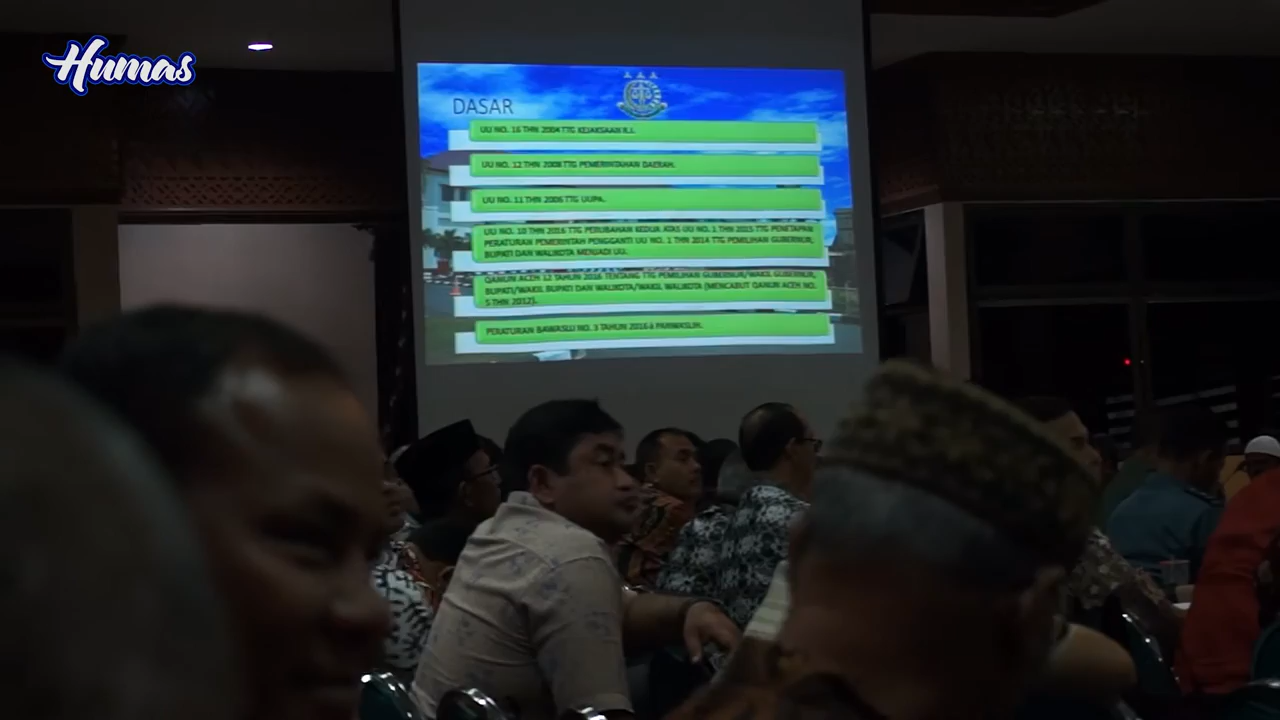 Humas
DASAR
UU NO. 16 THN 2004 TTG KEJAKSAAN R.I.
UU NO. 12 THN 2008 TTG PEMERINTAHAN DAERAH.
UU NO. 11 THN 2006 TTG UUPA.
UU NO. 10 THN 2016 TTG PERUBAHAN KEDUA ATAS UU NO. 1 THN 2015 TTG PENETAPAN
PERATURAN PEMERINTAH PENGGANTI UU NO. 1 THN 2014 TTG PEMILIHAN GUBERNUR,
BUPATI DAN WALIKOTA MENJADI UU.
QANUN ACEH 12 TAHUN 2016 TENTANG TTG PEMILIHAN GUBERNUR/WAKIL GUBERNUR,
BUPATI/WAKIL BUPATI DAN WALIKOTA/WAKIL WALIKOTA (MENCABUT QANUN ACEH NO.
5 THN 2012).
PERATURAN BAWASLU NO. 3 TAHUN 2016 à PANWASLIH.